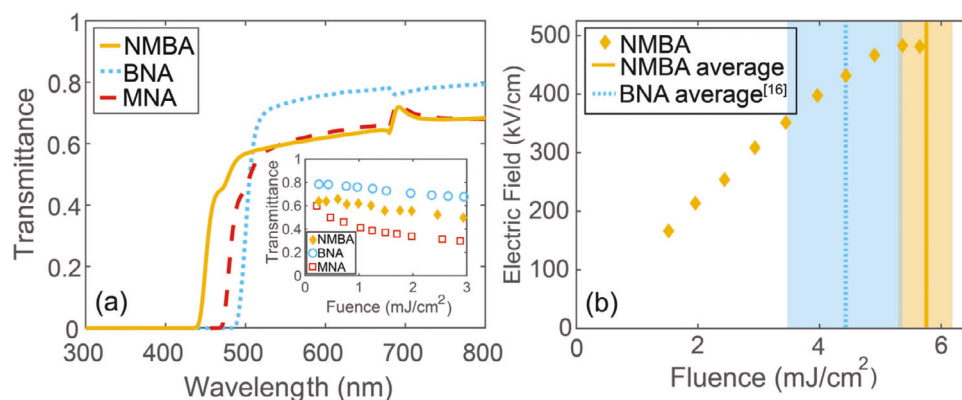 1
0.8
0.6
0.4
0.2
0
Transmittance
NMBA
BNA
MNA
(a)
300
400
500
600
700
800
Wavelength (nm)
1
0.8
0.6
0.4
0.2
0
Transmittance
NMBA
BNA
MNA
0
1
2
3
Fuence (mJ/cm²)
500
400
300
200
100
0
Electric Field (kV/cm)
NMBA
NMBA average
BNA average[16]
(b)
0
2
4
6
Fluence (mJ/cm²)